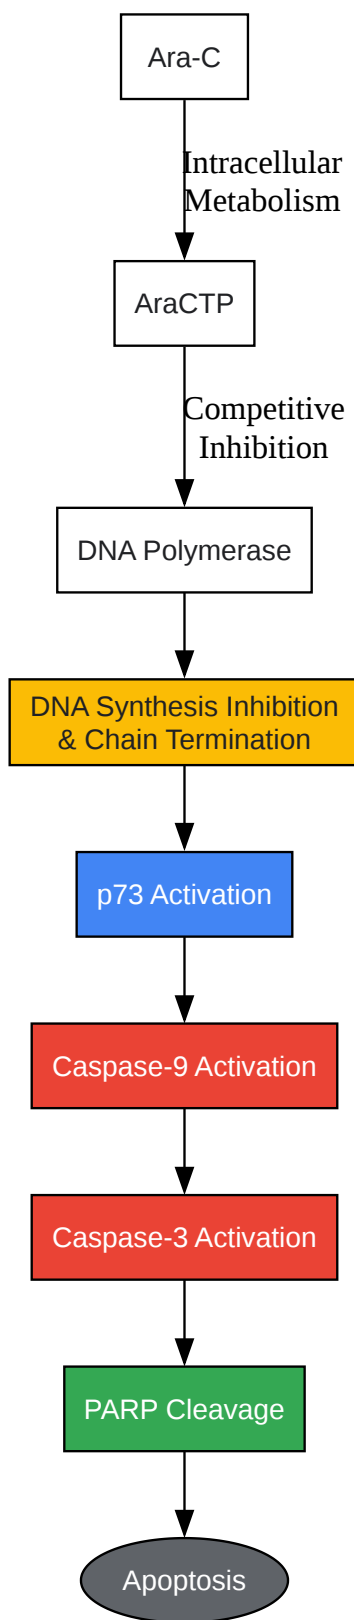 Ara-C
Intracellular
Metabolism
AraCTP
Competitive
Inhibition
DNA Polymerase
DNA Synthesis Inhibition
& Chain Termination
p73 Activation
Caspase-9 Activation
Caspase-3 Activation
PARP Cleavage
Apoptosis